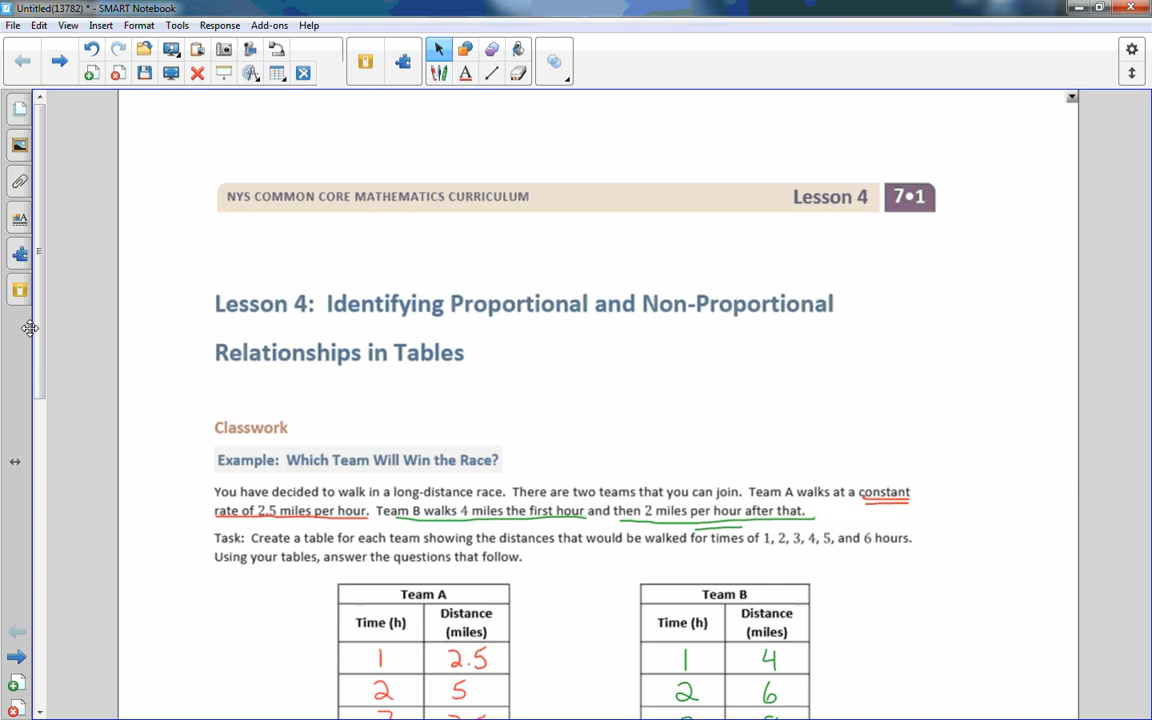 Untitled(13782) * - SMART Notebook
File Edit View Insert Format Tools Response Add-ons Help
NYS COMMON CORE MATHEMATICS CURRICULUM Lesson 4 7•1
Lesson 4: Identifying Proportional and Non-Proportional
Relationships in Tables
Classwork
Example: Which Team Will Win the Race?
You have decided to walk in a long-distance race. There are two teams that you can join. Team A walks at a constant
rate of 2.5 miles per hour. Team B walks 4 miles the first hour and then 2 miles per hour after that.
Task: Create a table for each team showing the distances that would be walked for times of 1, 2, 3, 4, 5, and 6 hours.
Using your tables, answer the questions that follow.
Team A Team B
Time (h) Distance (miles) Time (h) Distance (miles)
1 2.5 1 4
2 5 2 6